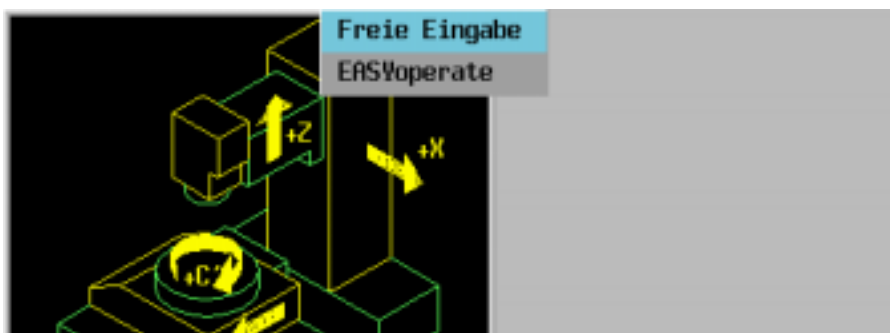 Freie Eingabe
EASYoperate
+Z
+X
+C'